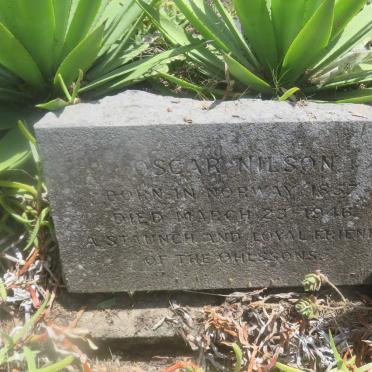 OSCAR NILSON
BORN IN NORWAY
DIED MARCH 23 1946
A STAUNCH AND LOYAL FRIEND
OF THE OHLSSONS.